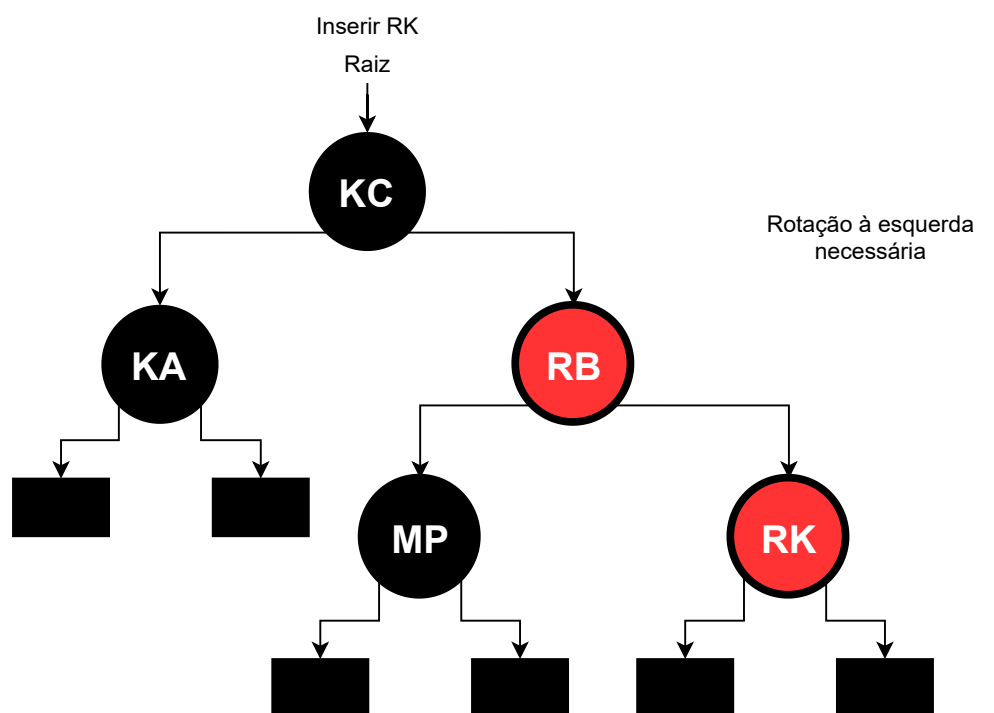 Inserir RK
Raiz
KC
Rotação à esquerda
necessária
KA
RB
MP
RK